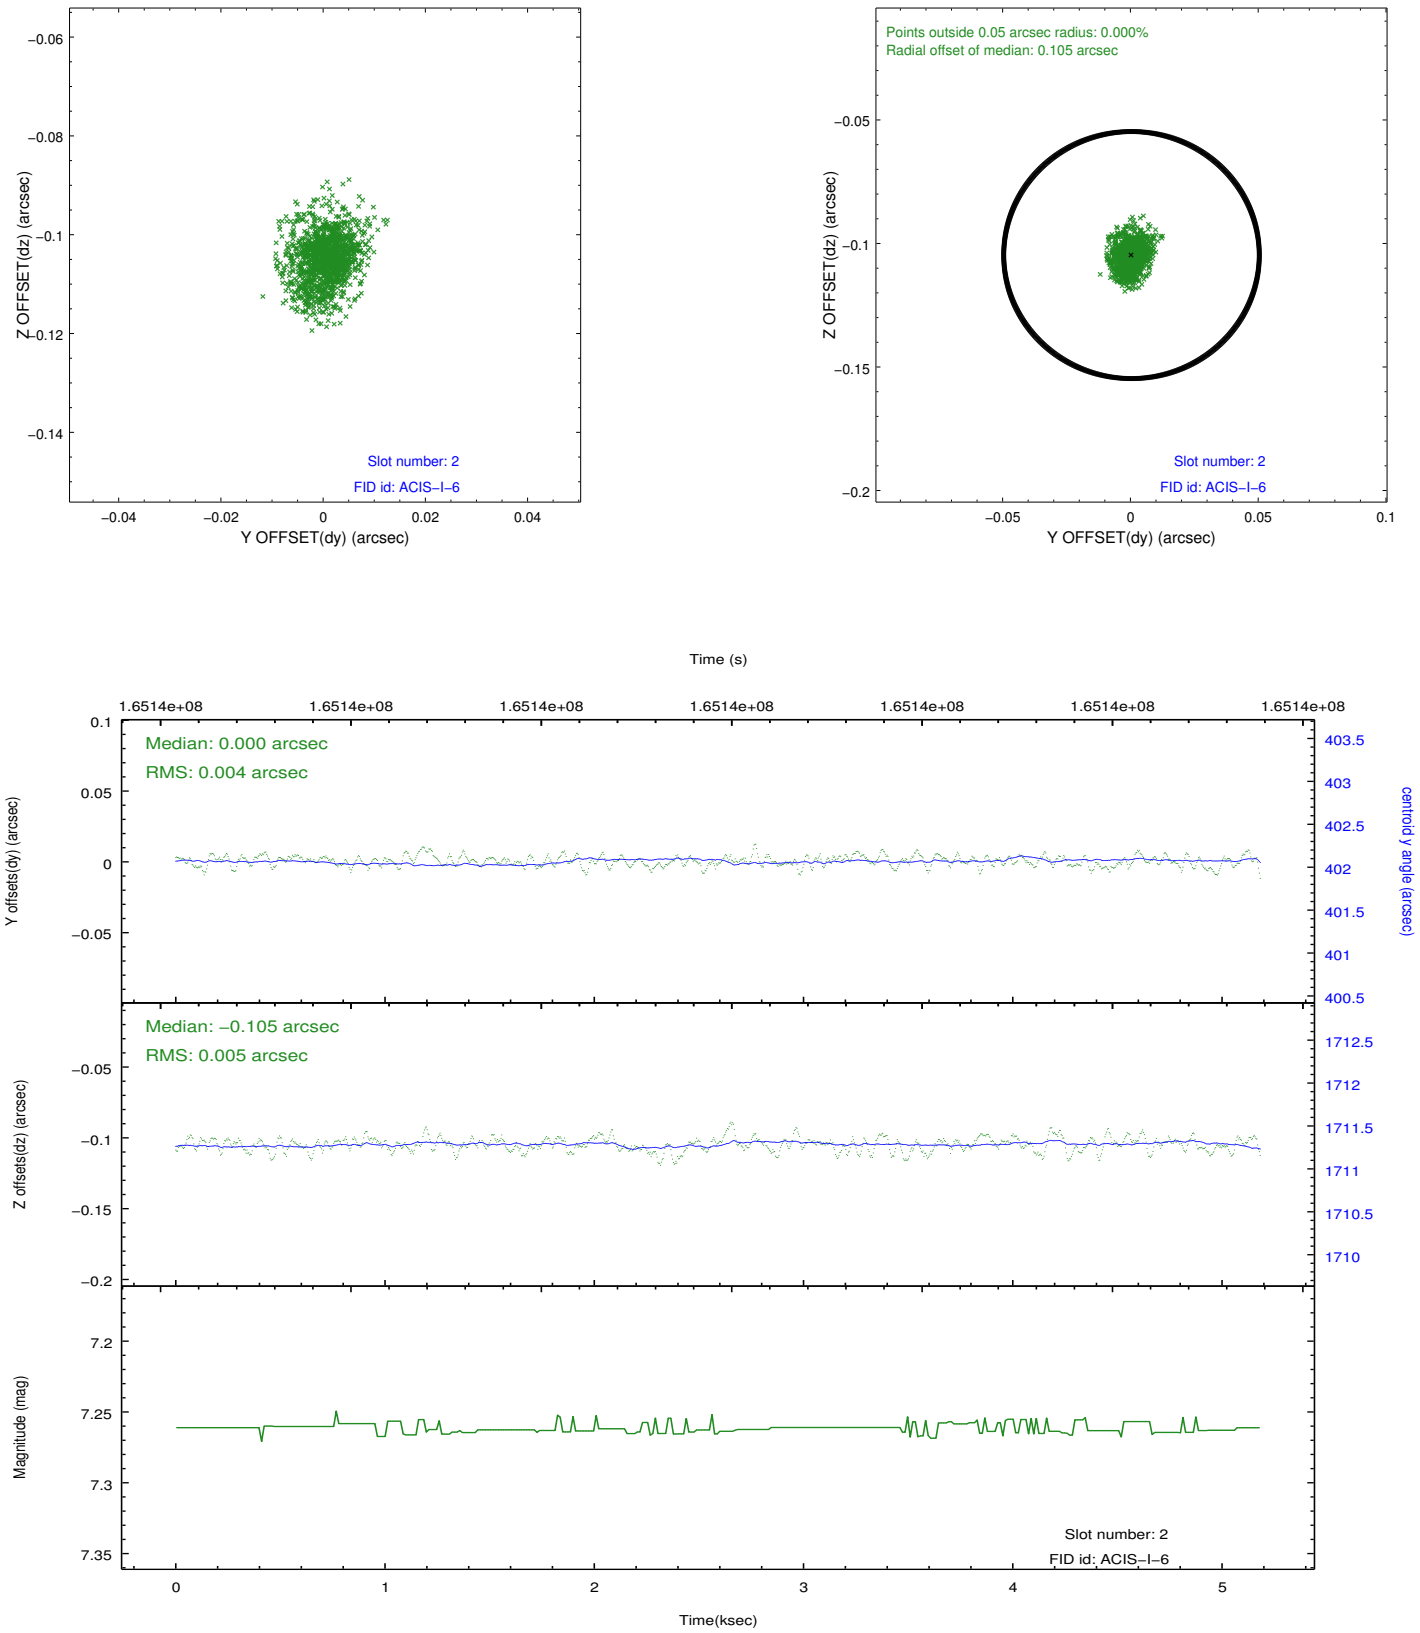 −0.06
−0.08
−0.1
−0.12
−0.14
Z OFFSET(dz) (arcsec)
Slot number: 2
FID id: ACIS−I−6
−0.04 −0.02 0 0.02 0.04
Y OFFSET(dy) (arcsec)
Points outside 0.05 arcsec radius: 0.000%
Radial offset of median: 0.105 arcsec
−0.05
−0.1
−0.15
−0.2
Z OFFSET(dz) (arcsec)
Slot number: 2
FID id: ACIS−I−6
−0.05 0 0.05 0.1
Y OFFSET(dy) (arcsec)
Time (s)
1.6514e+08 1.6514e+08 1.6514e+08 1.6514e+08 1.6514e+08 1.6514e+08 1.6514e+08
Median: 0.000 arcsec
RMS: 0.004 arcsec
0.1
0.05
0
−0.05
Y offsets(dy) (arcsec)
403.5
403
402.5
402
401.5
401
400.5
centroid y angle (arcsec)
Median: −0.105 arcsec
RMS: 0.005 arcsec
−0.05
−0.1
−0.15
−0.2
Z offsets(dz) (arcsec)
1712.5
1712
1711.5
1711
1710.5
1710
7.2
7.25
7.3
7.35
Magnitude (mag)
Slot number: 2
FID id: ACIS−I−6
0 1 2 3 4 5
Time(ksec)